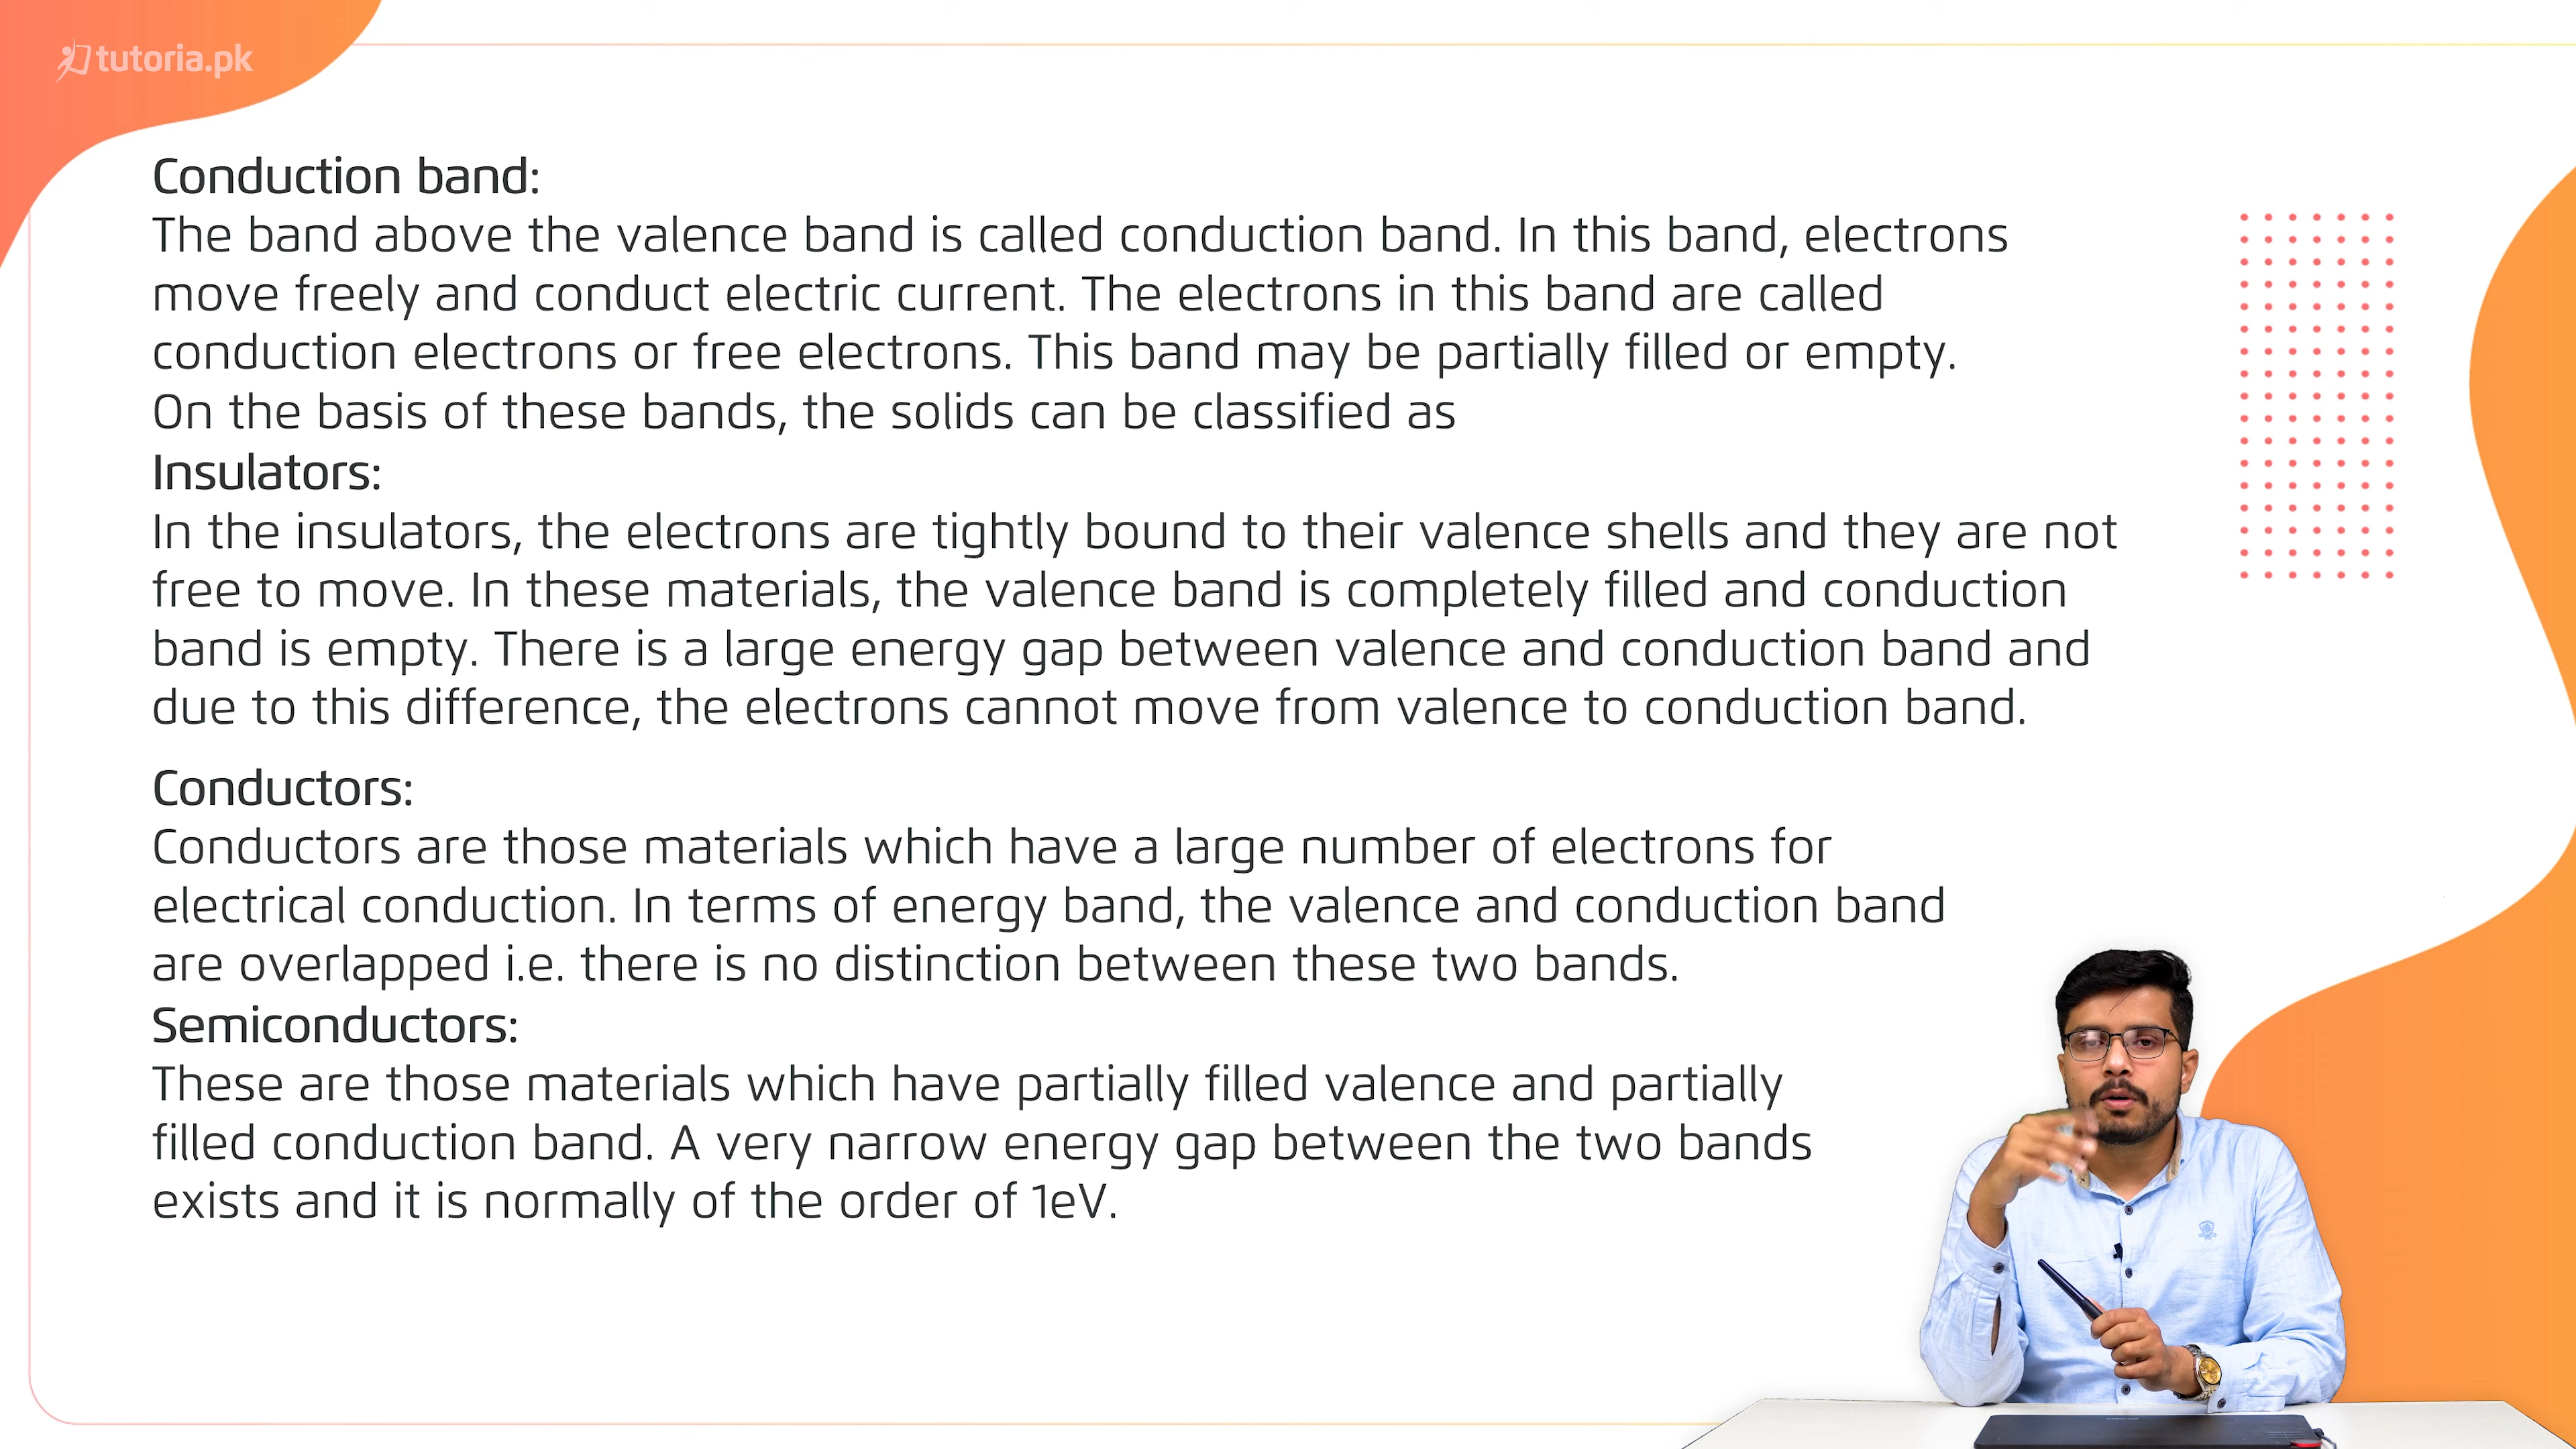 tutoria.pk
Conduction band:
The band above the valence band is called conduction band. In this band, electrons
move freely and conduct electric current. The electrons in this band are called
conduction electrons or free electrons. This band may be partially filled or empty.
On the basis of these bands, the solids can be classified as
Insulators:
In the insulators, the electrons are tightly bound to their valence shells and they are not
free to move. In these materials, the valence band is completely filled and conduction
band is empty. There is a large energy gap between valence and conduction band and
due to this difference, the electrons cannot move from valence to conduction band.
Conductors:
Conductors are those materials which have a large number of electrons for
electrical conduction. In terms of energy band, the valence and conduction band
are overlapped i.e. there is no distinction between these two bands.
Semiconductors:
These are those materials which have partially filled valence and partially
filled conduction band. A very narrow energy gap between the two bands
exists and it is normally of the order of 1eV.